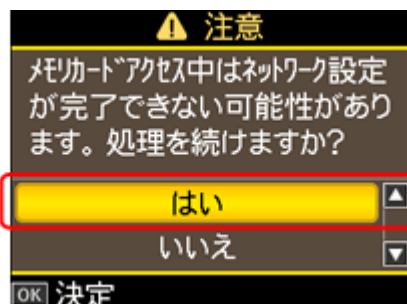 注意
ﾒﾓﾘｶｰﾄﾞｱｸｾｽ中はﾈｯﾄﾜｰｸ設定
が完了できない可能性があり
ます。処理を続けますか?
はい
いいえ
OK 決定